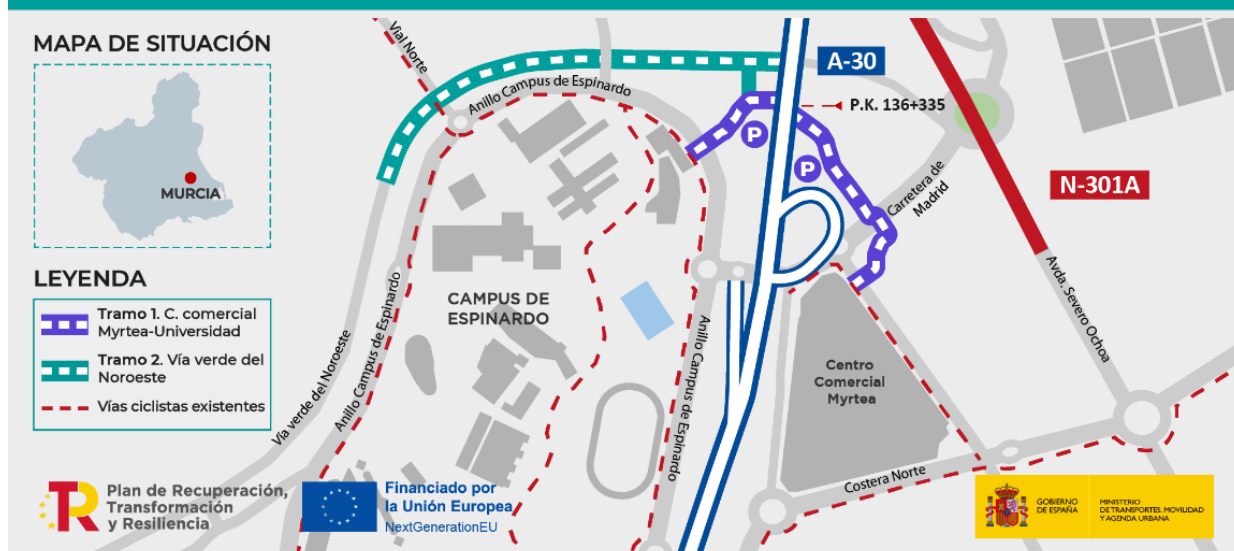 MAPA DE SITUACIÓN
MURCIA
LEYENDA
Tramo 1. C. comercial
Myrtea-Universidad
Tramo 2. Vía verde del
Noroeste
Vías ciclistas existentes
Vial Norte
Anillo Campus de Espinardo
A-30
P.K. 136+335
P
P
N-301A
Carretera de
Madrid
Avda. Severo Ochoa
CAMPUS DE
ESPINARDO
Anillo Campus de Espinardo
Vía verde del Noroeste
Anillo Campus de Espinardo
Centro
Comercial
Myrtea
Costera Norte
TR
Plan de Recuperación,
Transformación
y Resiliencia
Financiado por
la Unión Europea
NextGenerationEU
GOBIERNO
DE ESPAÑA
MINISTERIO
DE TRANSPORTES, MOVILIDAD
Y AGENDA URBANA